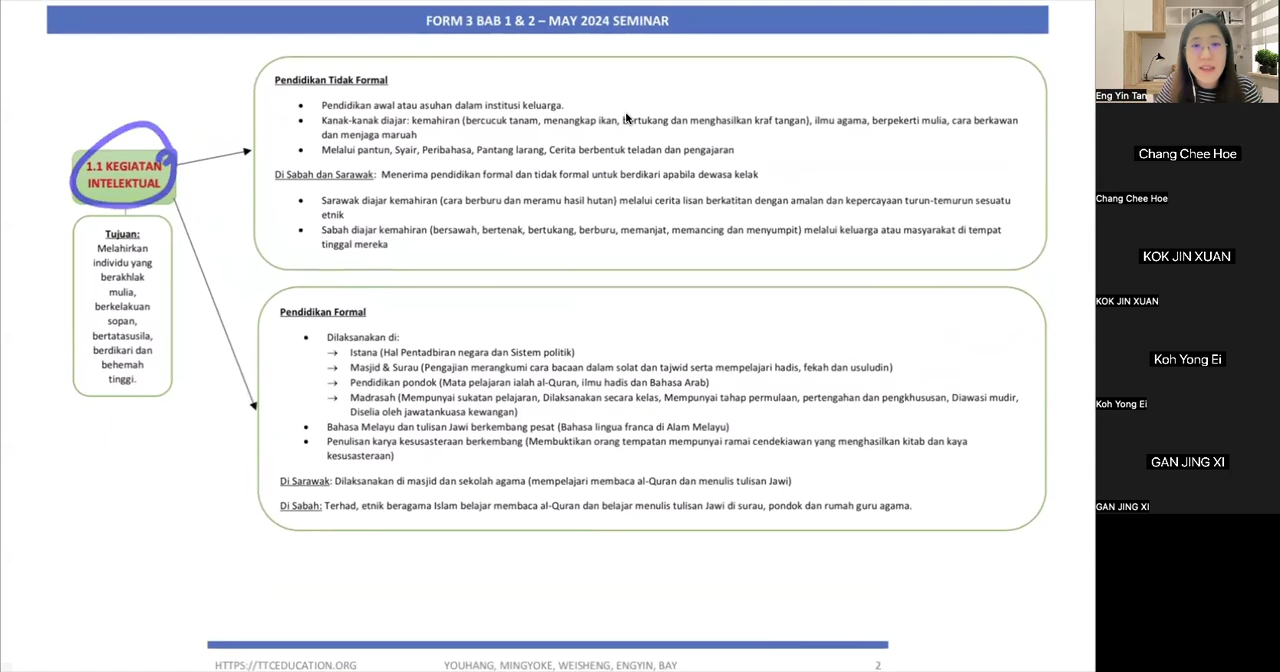 FORM 3 BAB 1 & 2 – MAY 2024 SEMINAR
1.1 KEGIATAN
INTELEKTUAL
Tujuan:
Melahirkan
individu yang
berakhlak
mulia,
berkelakuan
sopan,
bertatasusila,
berdikari dan
behemah
tinggi.
Pendidikan Tidak Formal
• Pendidikan awal atau asuhan dalam institusi keluarga.
• Kanak-kanak diajar: kemahiran (bercucuk tanam, menangkap ikan, bertukang dan menghasilkan kraf tangan), ilmu agama, berpekerti mulia, cara berkawan
dan menjaga maruah
• Melalui pantun, Syair, Peribahasa, Pantang larang, Cerita berbentuk teladan dan pengajaran
Di Sabah dan Sarawak: Menerima pendidikan formal dan tidak formal untuk berdikari apabila dewasa kelak
• Sarawak diajar kemahiran (cara berburu dan meramu hasil hutan) melalui cerita lisan berkatitan dengan amalan dan kepercayaan turun-temurun sesuatu
etnik
• Sabah diajar kemahiran (bersawah, bertenak, bertukang, berburu, memanjat, memancing dan menyumpit) melalui keluarga atau masyarakat di tempat
tinggal mereka
Pendidikan Formal
• Dilaksanakan di:
→ Istana (Hal Pentadbiran negara dan Sistem politik)
→ Masjid & Surau (Pengajian merangkumi cara bacaan dalam solat dan tajwid serta mempelajari hadis, fekah dan usuludin)
→ Pendidikan pondok (Mata pelajaran ialah al-Quran, ilmu hadis dan Bahasa Arab)
→ Madrasah (Mempunyai sukatan pelajaran, Dilaksanakan secara kelas, Mempunyai tahap permulaan, pertengahan dan pengkhususan, Diawasi mudir,
Diselia oleh jawatankuasa kewangan)
• Bahasa Melayu dan tulisan Jawi berkembang pesat (Bahasa lingua franca di Alam Melayu)
• Penulisan karya kesusasteraan berkembang (Membuktikan orang tempatan mempunyai ramai cendekiawan yang menghasilkan kitab dan kaya
kesusasteraan)
Di Sarawak: Dilaksanakan di masjid dan sekolah agama (mempelajari membaca al-Quran dan menulis tulisan Jawi)
Di Sabah: Terhad, etnik beragama Islam belajar membaca al-Quran dan belajar menulis tulisan Jawi di surau, pondok dan rumah guru agama.
HTTPS://TTCEDUCATION.ORG YOUHANG, MINGYOKE, WEISHENG, ENGYIN, BAY 2
Eng Yin Tan
Chang Chee Hoe
Chang Chee Hoe
KOK JIN XUAN
KOK JIN XUAN
Koh Yong Ei
Koh Yong Ei
GAN JING XI
GAN JING XI